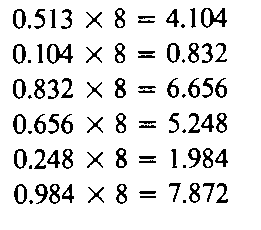 0.513 × 8 = 4.104
0.104 × 8 = 0.832
0.832 × 8 = 6.656
0.656 × 8 = 5.248
0.248 × 8 = 1.984
0.984 × 8 = 7.872